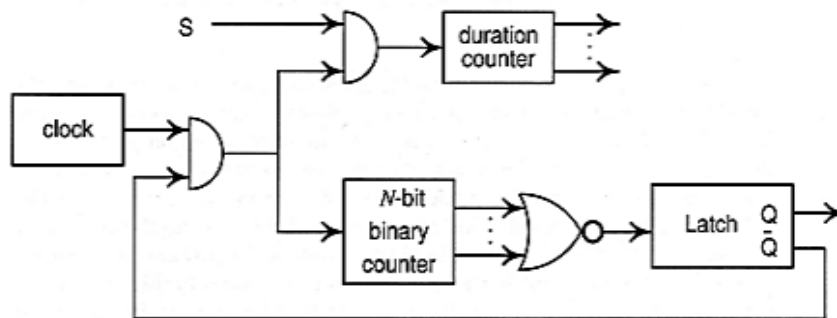 S
duration
counter
clock
N-bit
binary
counter
Latch
Q
Q̄